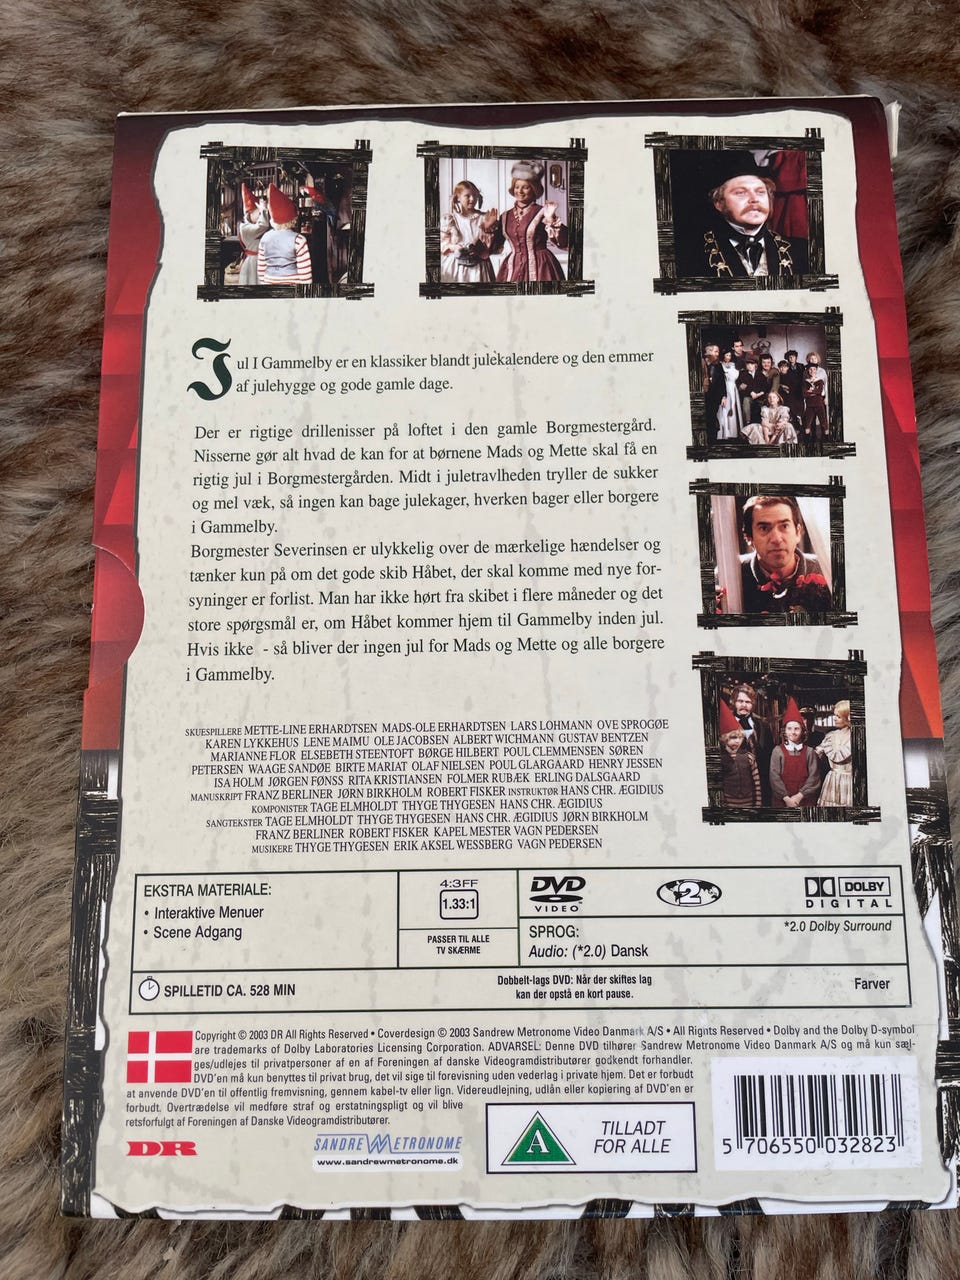 Jul I Gammelby er en klassiker blandt julekalendere og den emmer
af julehygge og gode gamle dage.
Der er rigtige drillenisser på loftet i den gamle Borgmestergård.
Nisserne gør alt hvad de kan for at børnene Mads og Mette skal få en
rigtig jul i Borgmestergården. Midt i juletravlheden tryller de sukker
og mel væk, så ingen kan bage julekager, hverken bager eller borgere
i Gammelby.
Borgmester Severinsen er ulykkelig over de mærkelige hændelser og
tænker kun på om det gode skib Håbet, der skal komme med nye for-
syninger er forlist. Man har ikke hørt fra skibet i flere måneder og det
store spørgsmål er, om Håbet kommer hjem til Gammelby inden jul.
Hvis ikke - så bliver der ingen jul for Mads og Mette og alle borgere
i Gammelby.
SKUESPILLERE METTE-LINE ERHARDTSEN MADS-OLE ERHARDTSEN LARS LOHMANN OVE SPROGØE
KAREN LYKKEHUS LENE MAIMU OLE JACOBSEN ALBERT WICHMANN GUSTAV BENTZEN
MARIANNE FLOR ELSEBETH STEENTOFT BØRGE HILBERT POUL CLEMMENSEN SØREN
PETERSEN WAAGE SANDØE BIRTE MARIAT OLAF NIELSEN POUL GLARGAARD HENRY JESSEN
ISA HOLM JØRGEN FØNSS RITA KRISTIANSEN FOLMER RUBÆK ERLING DALSGAARD
MANUSKRIPT FRANZ BERLINER JØRN BIRKHOLM ROBERT FISKER INSTRUKTØR HANS CHR. ÆGIDIUS
KOMPONISTER TAGE ELMHOLDT THYGE THYGESEN HANS CHR. ÆGIDIUS
SANGTEKSTER TAGE ELMHOLDT THYGE THYGESEN HANS CHR. ÆGIDIUS JØRN BIRKHOLM
FRANZ BERLINER ROBERT FISKER KAPEL MESTER VAGN PEDERSEN
MUSIKERE THYGE THYGESEN ERIK AKSEL WESSBERG VAGN PEDERSEN
EKSTRA MATERIALE:
• Interaktive Menuer
• Scene Adgang
4:3FF
1.33:1
PASSER TIL ALLE
TV SKÆRME
DVD
VIDEO
2
DOLBY
DIGITAL
SPROG:
Audio: (*2.0) Dansk
*2.0 Dolby Surround
SPILLETID CA. 528 MIN
Dobbelt-lags DVD: Når der skiftes lag
kan der opstå en kort pause.
Farver
Copyright © 2003 DR All Rights Reserved • Coverdesign © 2003 Sandrew Metronome Video Danmark A/S • All Rights Reserved • Dolby and the Dolby D-symbol
are trademarks of Dolby Laboratories Licensing Corporation. ADVARSEL: Denne DVD tilhører Sandrew Metronome Video Danmark A/S og må kun sæl-
ges/udlejes til privatpersoner af en af Foreningen af danske Videogramdistributører godkendt forhandler.
DVD'en må kun benyttes til privat brug, det vil sige til forevisning uden vederlag i private hjem. Det er forbudt
at anvende DVD'en til offentlig fremvisning, gennem kabel-tv eller lign. Videreudlejning, udlån eller kopiering af DVD'en er
forbudt. Overtrædelse vil medføre straf og erstatningspligt og vil blive
retsforfulgt af Foreningen af Danske Videogramdistributører.
DR
SANDREW METRONOME
www.sandrewmetronome.dk
A
TILLADT
FOR ALLE
5 706550 032823